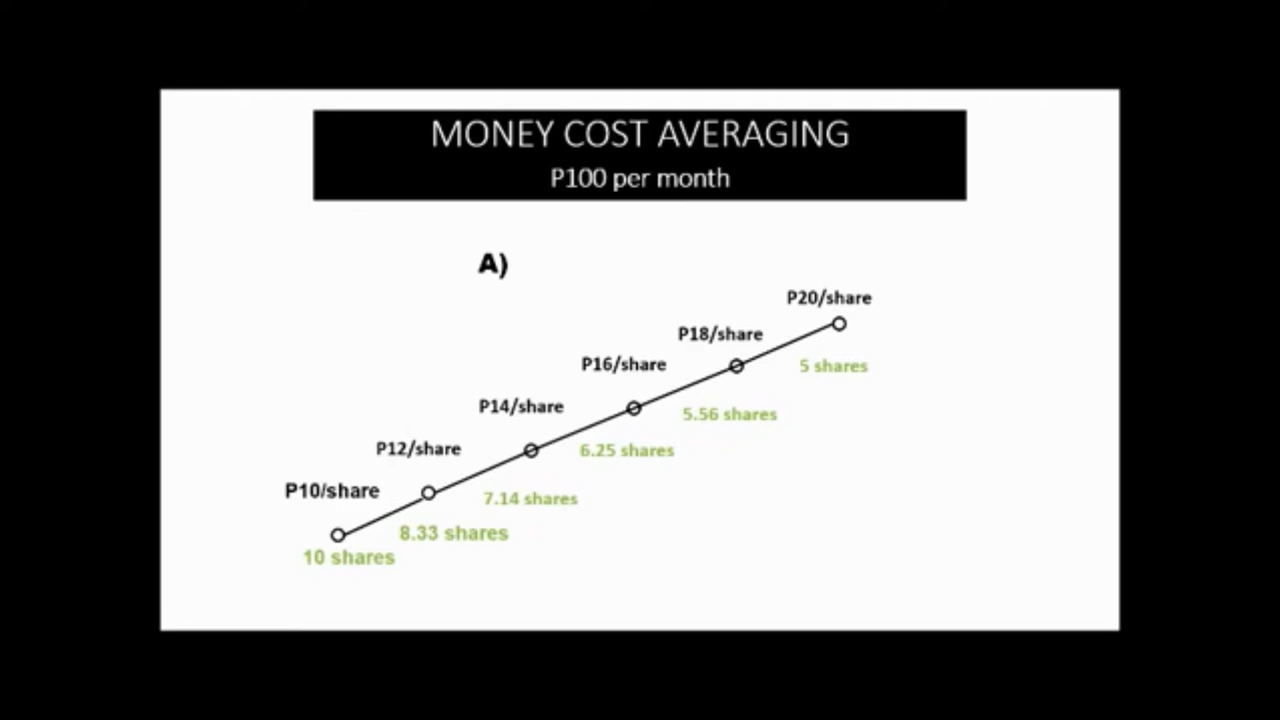 MONEY COST AVERAGING
P100 per month
A)
P20/share
P18/share
5 shares
P16/share
5.56 shares
P14/share
6.25 shares
P12/share
7.14 shares
P10/share
8.33 shares
10 shares